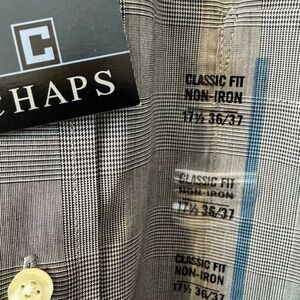 C
CHAPS
CLASSIC FIT
NON-IRON
17½ 36/37
CLASSIC FIT
NON-IRON
17½ 36/37
CLASSIC FIT
NON-IRON
17½ 36/37